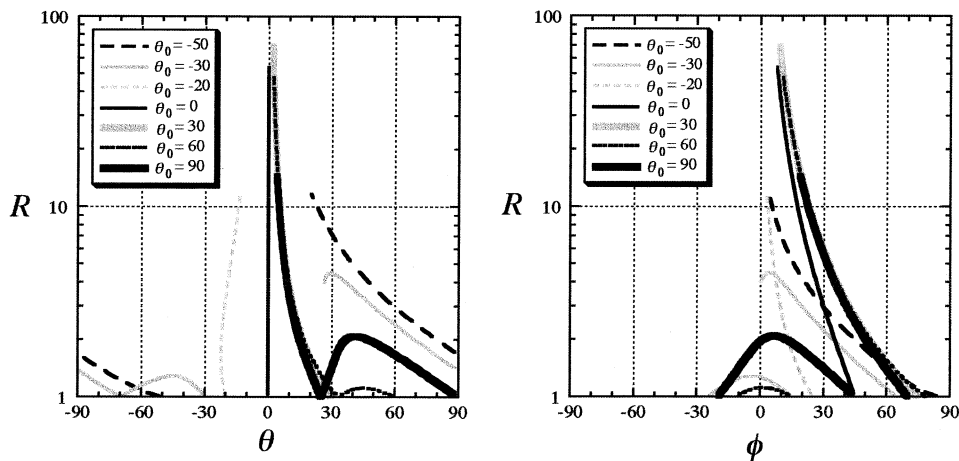 100
θ₀ = -50
θ₀ = -30
θ₀ = -20
θ₀ = 0
θ₀ = 30
θ₀ = 60
θ₀ = 90
R
10
1
-90
-60
-30
0
30
60
90
θ
100
θ₀ = -50
θ₀ = -30
θ₀ = -20
θ₀ = 0
θ₀ = 30
θ₀ = 60
θ₀ = 90
R
10
1
-90
-60
-30
0
30
60
90
ϕ